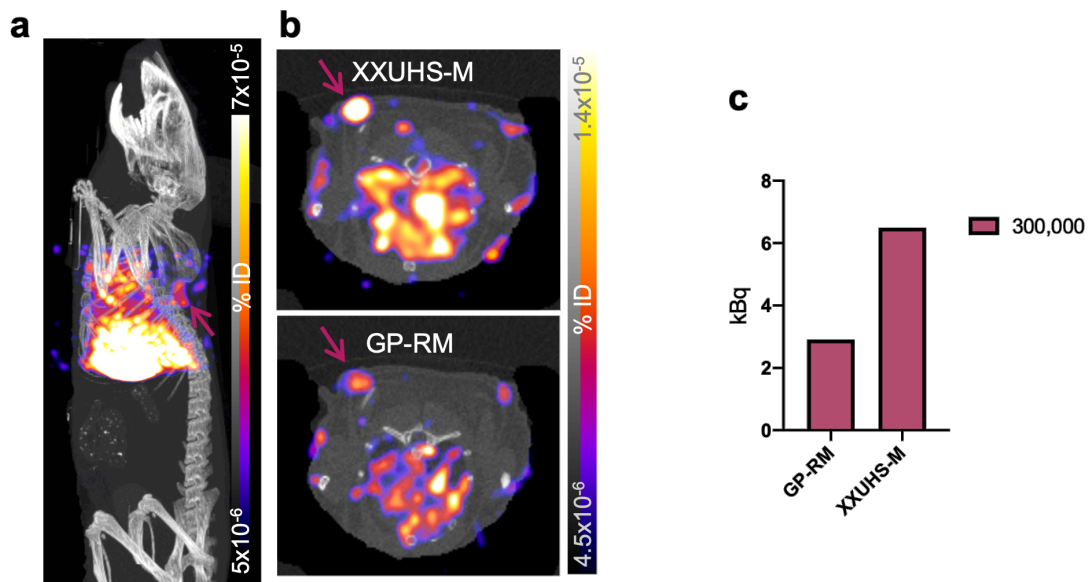 a
7x10⁻⁵
% ID
5x10⁻⁶
b
XXUHS-M
GP-RM
1.4x10⁻⁵
% ID
4.5x10⁻⁶
c
8
6
4
2
0
kBq
GP-RM
XXUHS-M
300,000